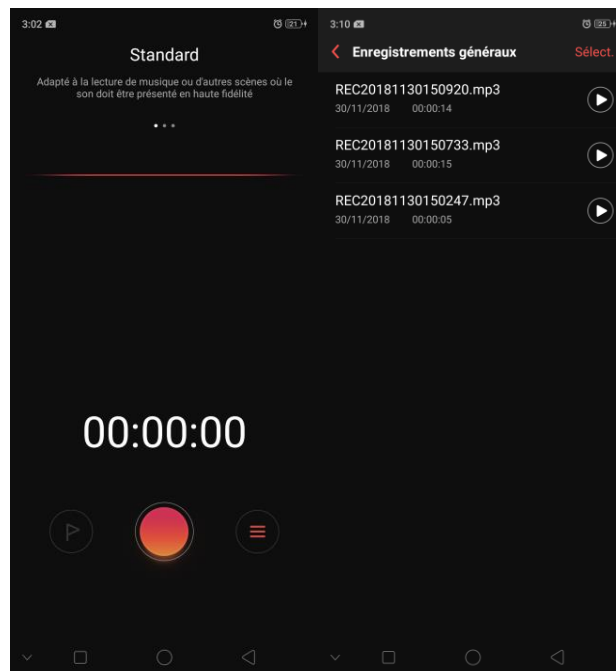 3:02
21
Standard
Adapté à la lecture de musique ou d'autres scènes où le
son doit être présenté en haute fidélité
00:00:00
3:10
25
Enregistrements généraux
Sélect.
REC20181130150920.mp3
30/11/2018 00:00:14
REC20181130150733.mp3
30/11/2018 00:00:15
REC20181130150247.mp3
30/11/2018 00:00:05